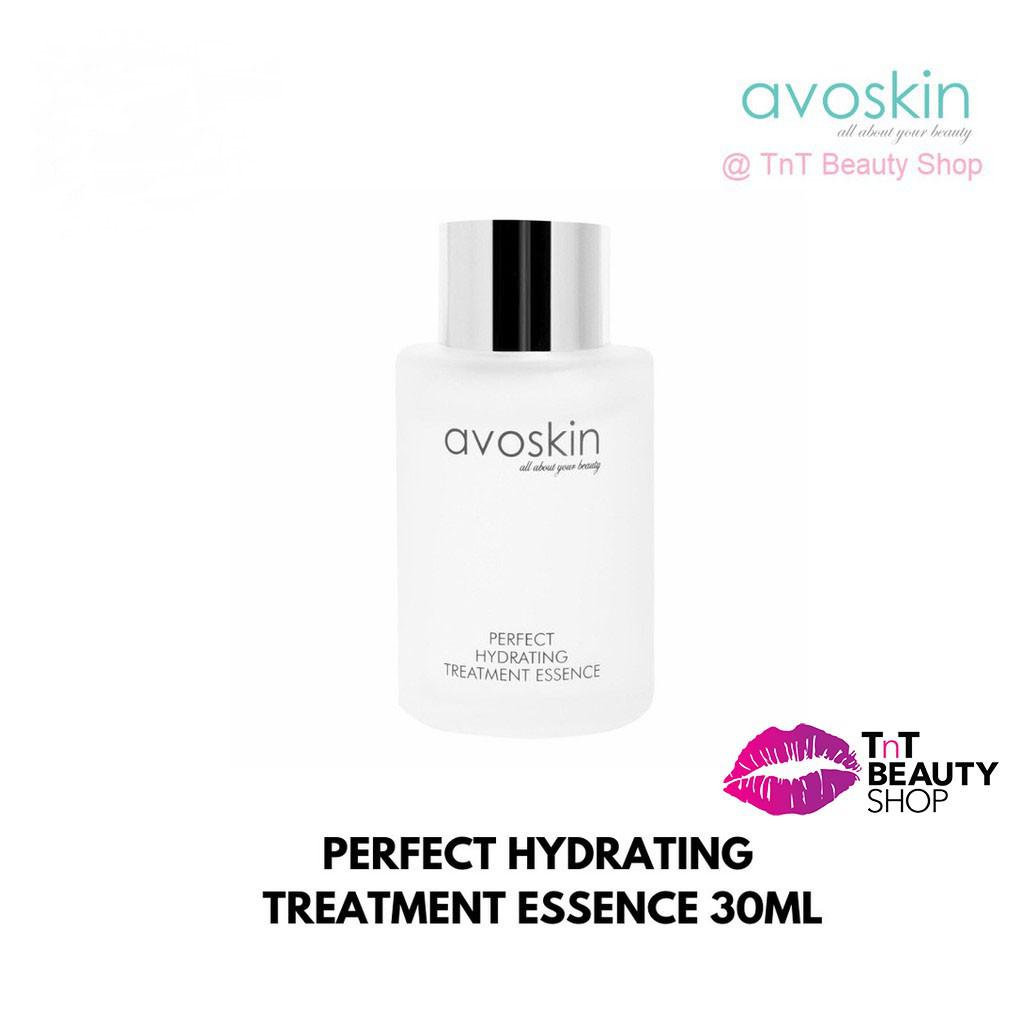 avoskin
all about your beauty
@ TnT Beauty Shop
avoskin
all about your beauty
PERFECT
HYDRATING
TREATMENT ESSENCE
TnT
BEAUTY
SHOP
PERFECT HYDRATING
TREATMENT ESSENCE 30ML